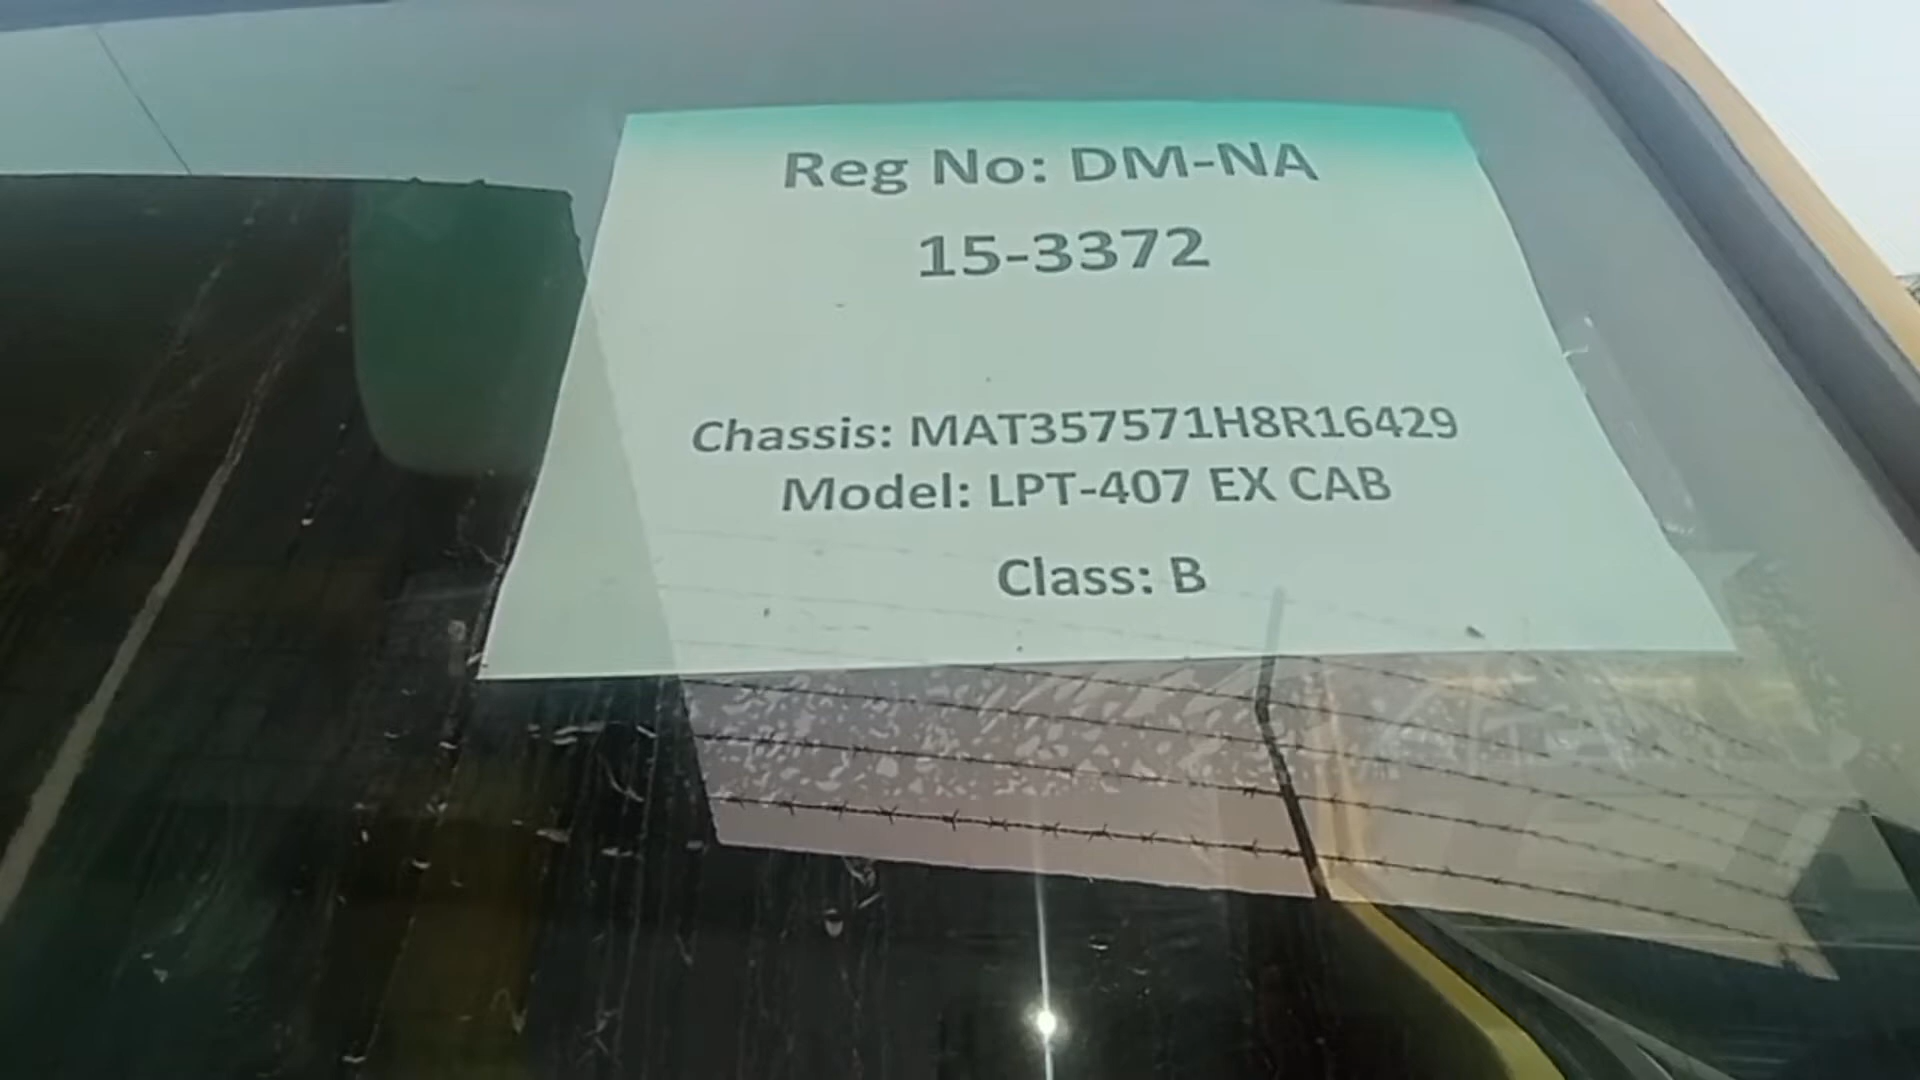 Reg No: DM-NA
15-3372
Chassis: MAT357571H8R16429
Model: LPT-407 EX CAB
Class: B